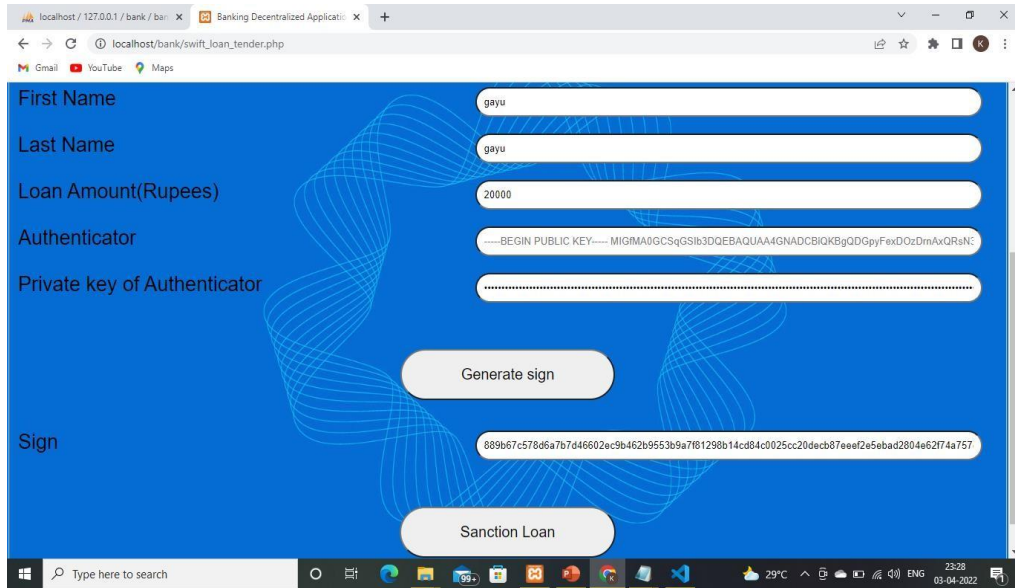 localhost / 127.0.0.1 / bank / ban
Banking Decentralized Applicatio
localhost/bank/swift_loan_tender.php
K
Gmail YouTube Maps
First Name gayu
Last Name gayu
Loan Amount(Rupees) 20000
Authenticator -----BEGIN PUBLIC KEY-----
Private key of Authenticator
Generate sign
Sign
Sanction Loan
Type here to search
99+
29°C
ENG
23:28
03-04-2022